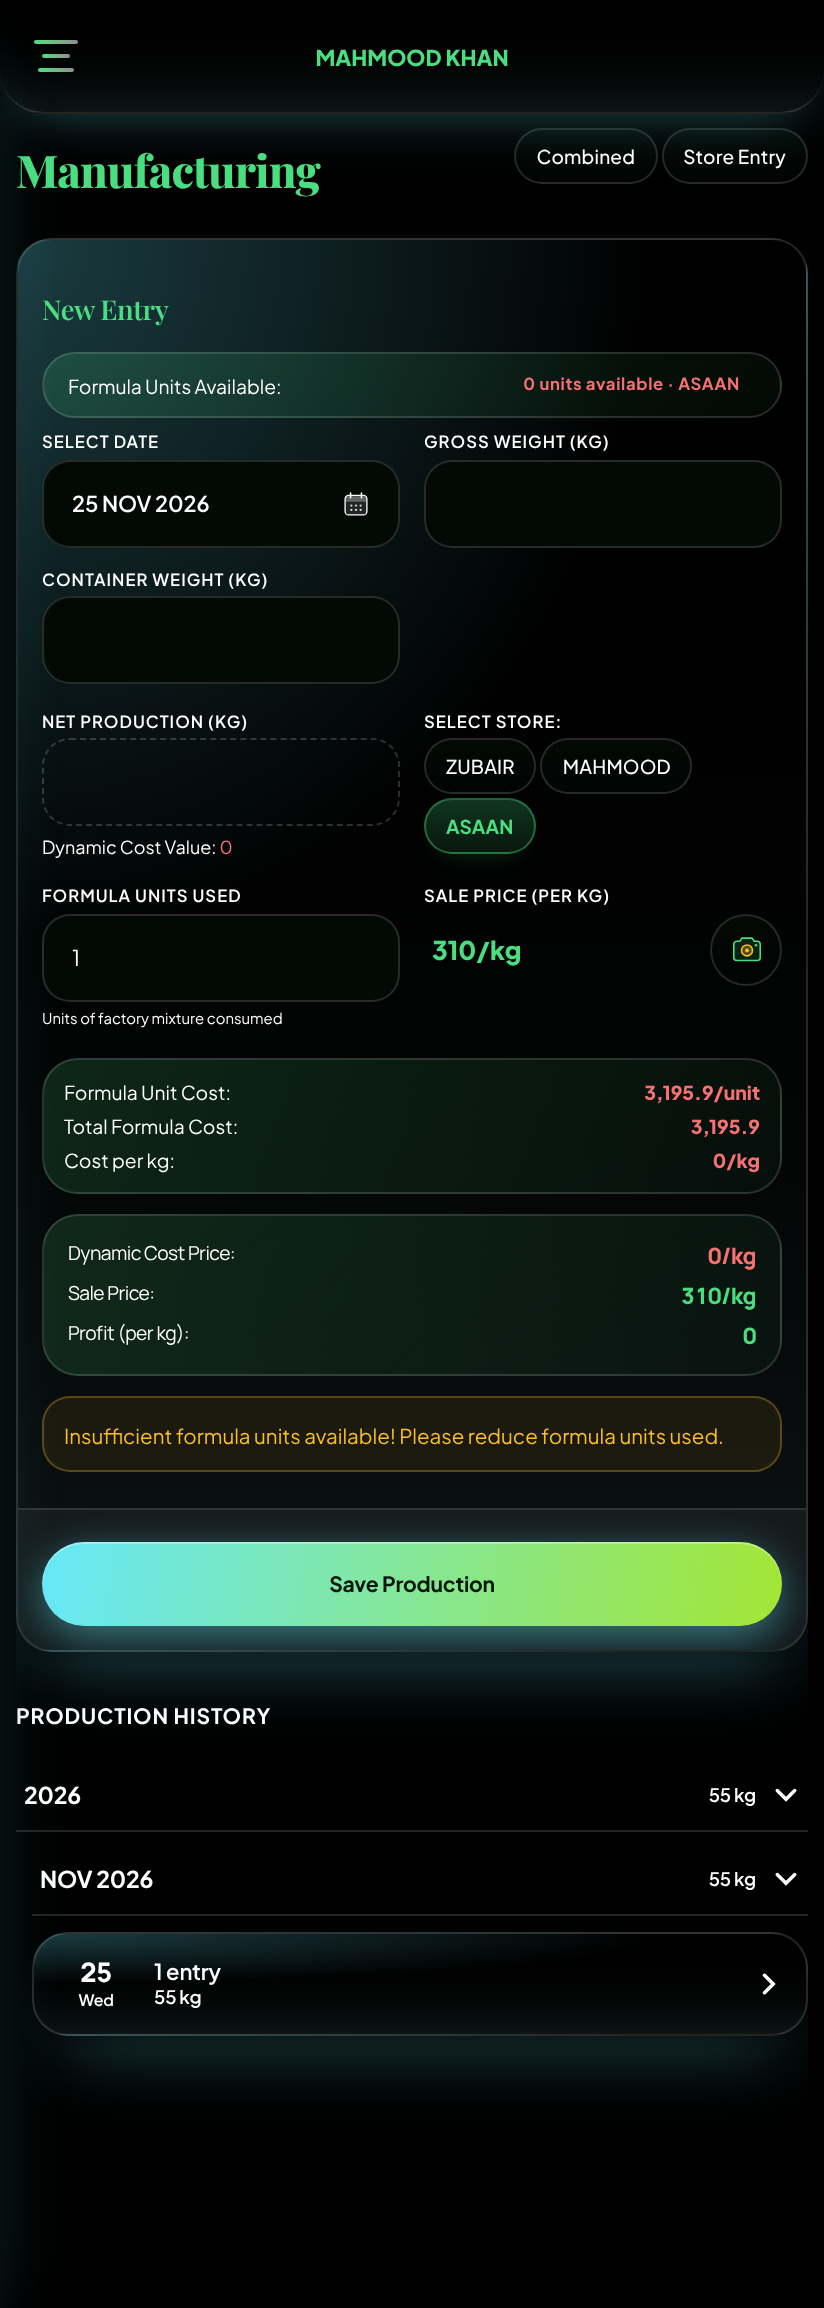 MAHMOOD KHAN
Manufacturing
Combined
Store Entry
New Entry
Formula Units Available:
0 units available · ASAAN
SELECT DATE
GROSS WEIGHT (KG)
25 NOV 2026
CONTAINER WEIGHT (KG)
NET PRODUCTION (KG)
SELECT STORE:
ZUBAIR
MAHMOOD
ASAAN
Dynamic Cost Value: 0
FORMULA UNITS USED
SALE PRICE (PER KG)
1
310/kg
Units of factory mixture consumed
Formula Unit Cost:
3,195.9/unit
Total Formula Cost:
3,195.9
Cost per kg:
0/kg
Dynamic Cost Price:
0/kg
Sale Price:
310/kg
Profit (per kg):
0
Insufficient formula units available! Please reduce formula units used.
Save Production
PRODUCTION HISTORY
2026
55 kg
NOV 2026
55 kg
25
Wed
1 entry
55 kg